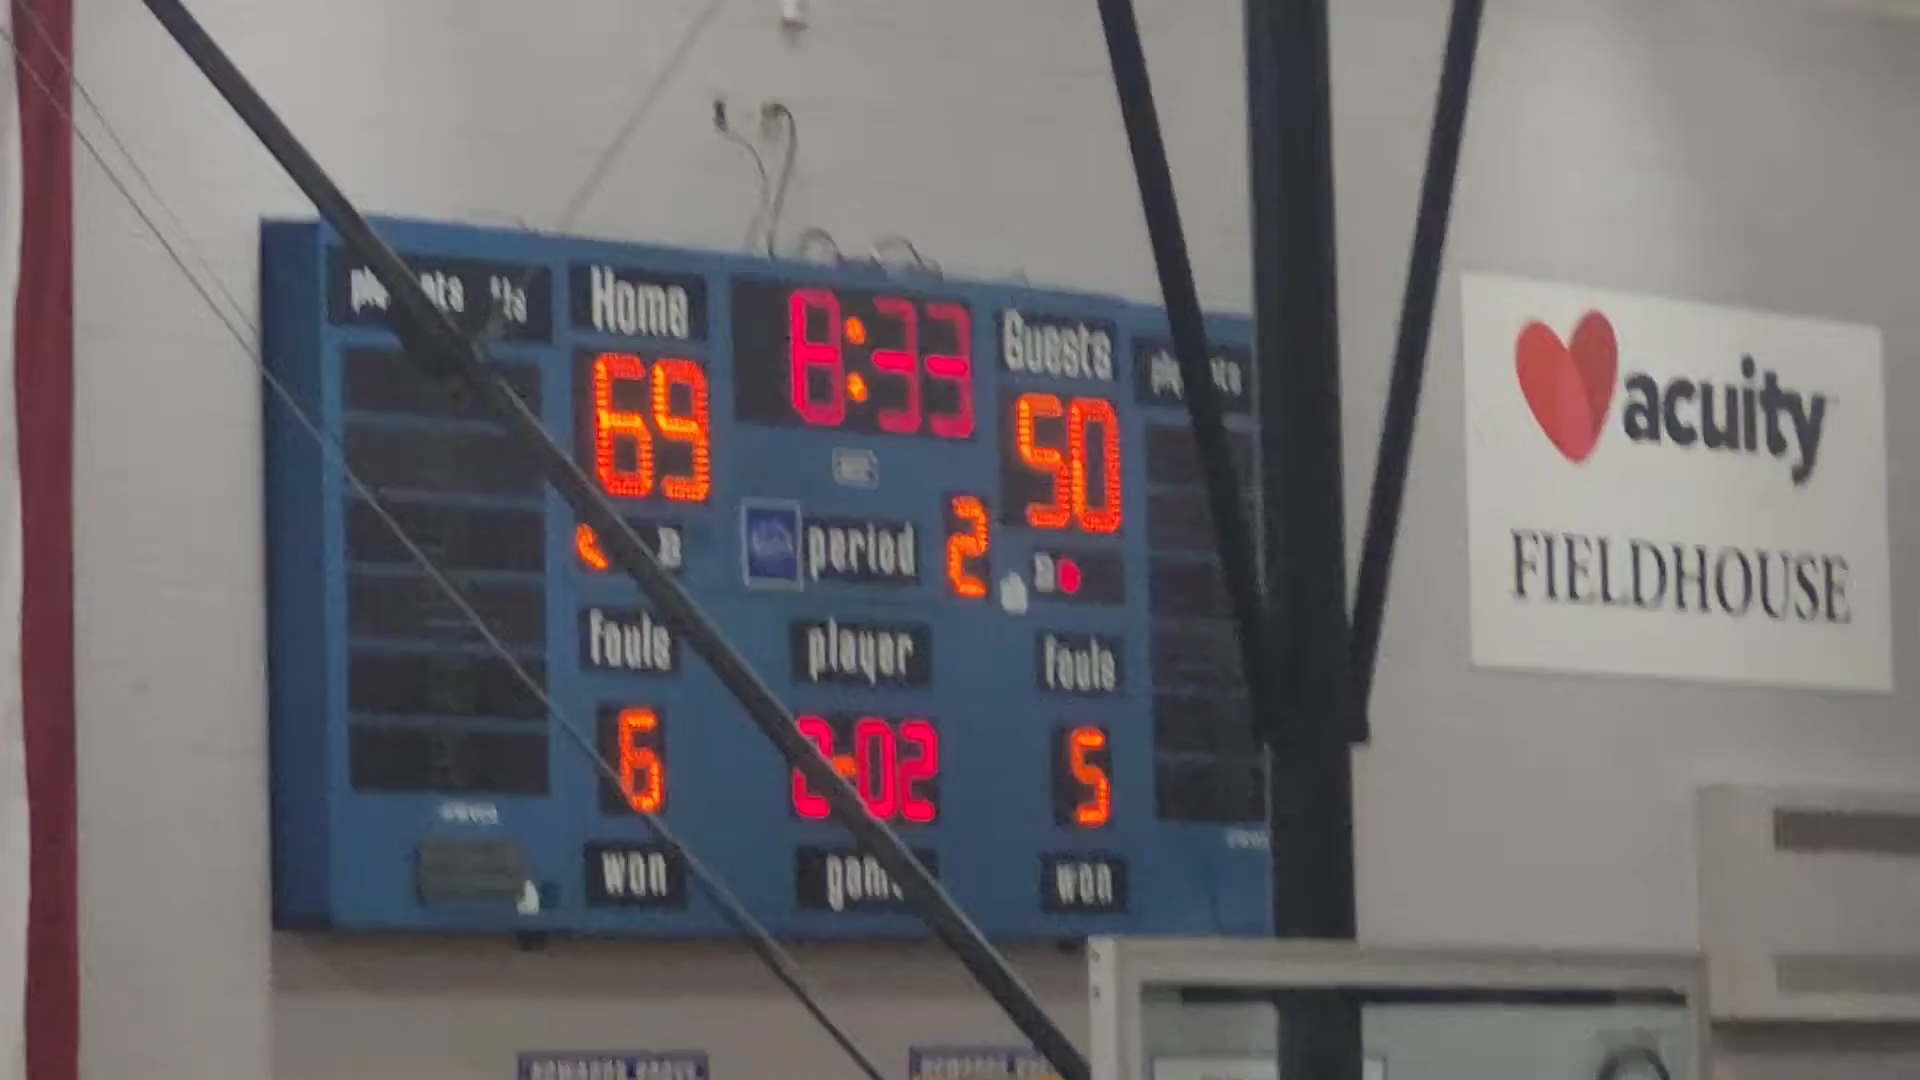 Home
8:33
Guests
69
50
period
2
fouls
player
fouls
6
5
won
won
acuity
FIELDHOUSE